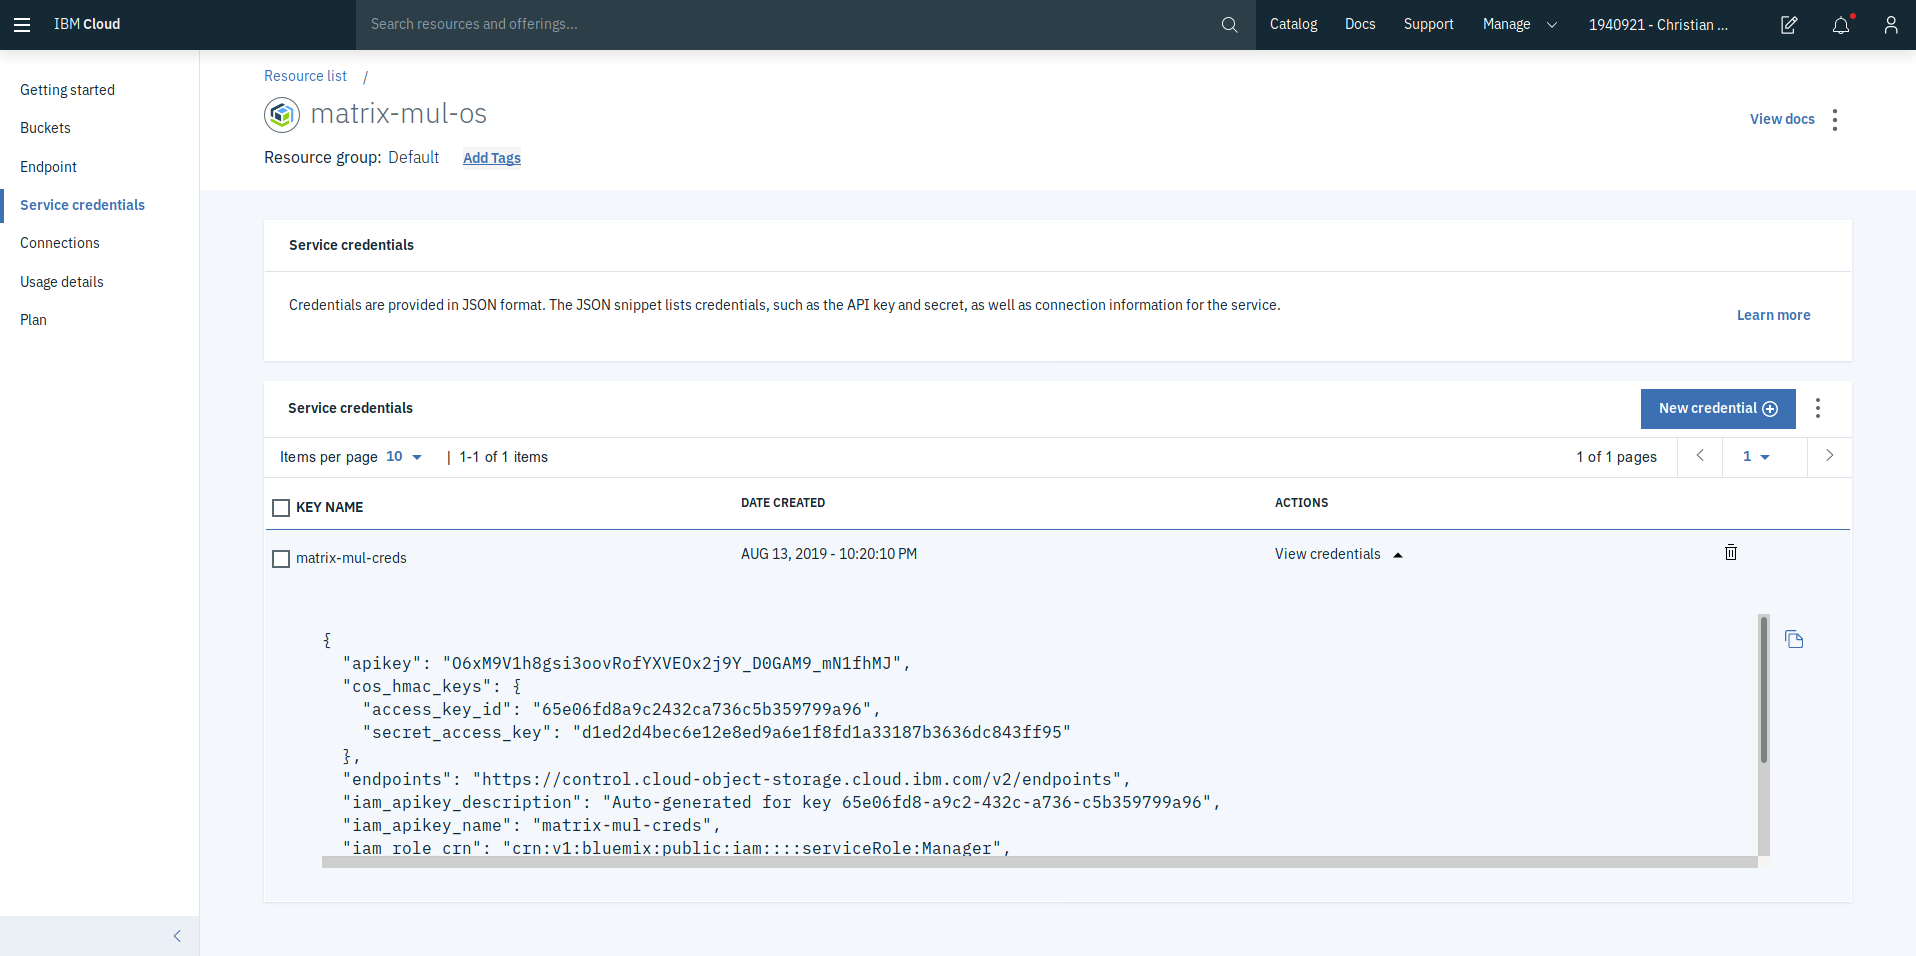 IBM Cloud
Search resources and offerings...
Catalog
Docs
Support
Manage
1940921 - Christian ...
Getting started
Buckets
Endpoint
Service credentials
Connections
Usage details
Plan
Resource list /
matrix-mul-os
Resource group: Default Add Tags
View docs
Service credentials
Credentials are provided in JSON format. The JSON snippet lists credentials, such as the API key and secret, as well as connection information for the service.
Learn more
Service credentials
New credential
Items per page 10 | 1-1 of 1 items
1 of 1 pages
1
KEY NAME DATE CREATED ACTIONS
matrix-mul-creds AUG 13, 2019 - 10:20:10 PM View credentials
{
"apikey": "O6xM9V1h8gsi3oovRofYXVEOx2j9Y_D0GAM9_mN1fhMJ",
"cos_hmac_keys": {
"access_key_id": "65e06fd8a9c2432ca736c5b359799a96",
"secret_access_key": "d1ed2d4bec6e12e8ed9a6e1f8fd1a33187b3636dc843ff95"
},
"endpoints": "https://control.cloud-object-storage.cloud.ibm.com/v2/endpoints",
"iam_apikey_description": "Auto-generated for key 65e06fd8-a9c2-432c-a736-c5b359799a96",
"iam_apikey_name": "matrix-mul-creds",
"iam_role_crn": "crn:v1:bluemix:public:iam::::serviceRole:Manager",